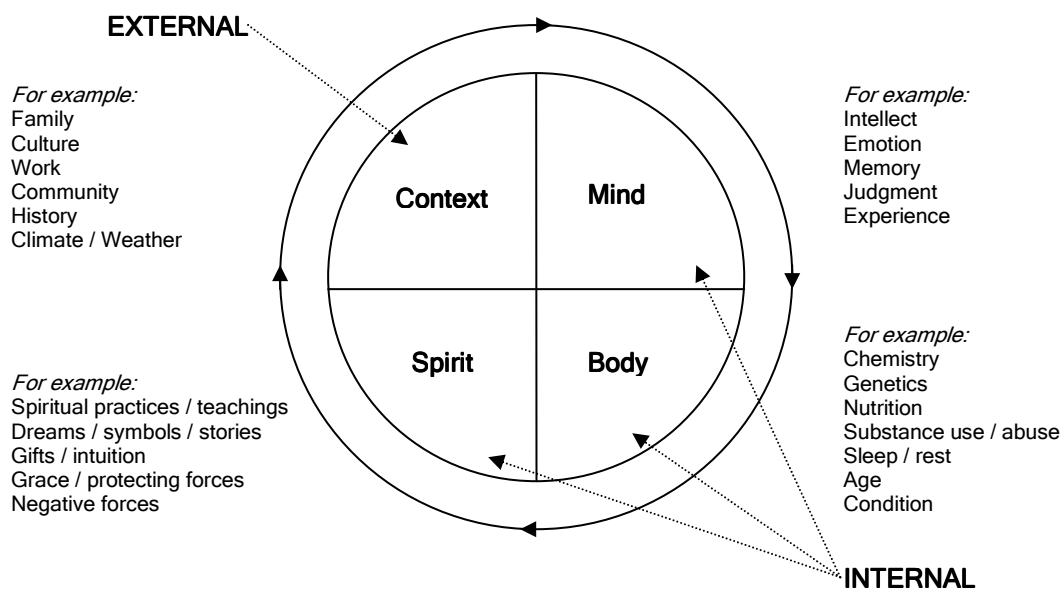 EXTERNAL
For example:
Family
Culture
Work
Community
History
Climate / Weather
For example:
Intellect
Emotion
Memory
Judgment
Experience
Context
Mind
Spirit
Body
For example:
Spiritual practices / teachings
Dreams / symbols / stories
Gifts / intuition
Grace / protecting forces
Negative forces
For example:
Chemistry
Genetics
Nutrition
Substance use / abuse
Sleep / rest
Age
Condition
INTERNAL